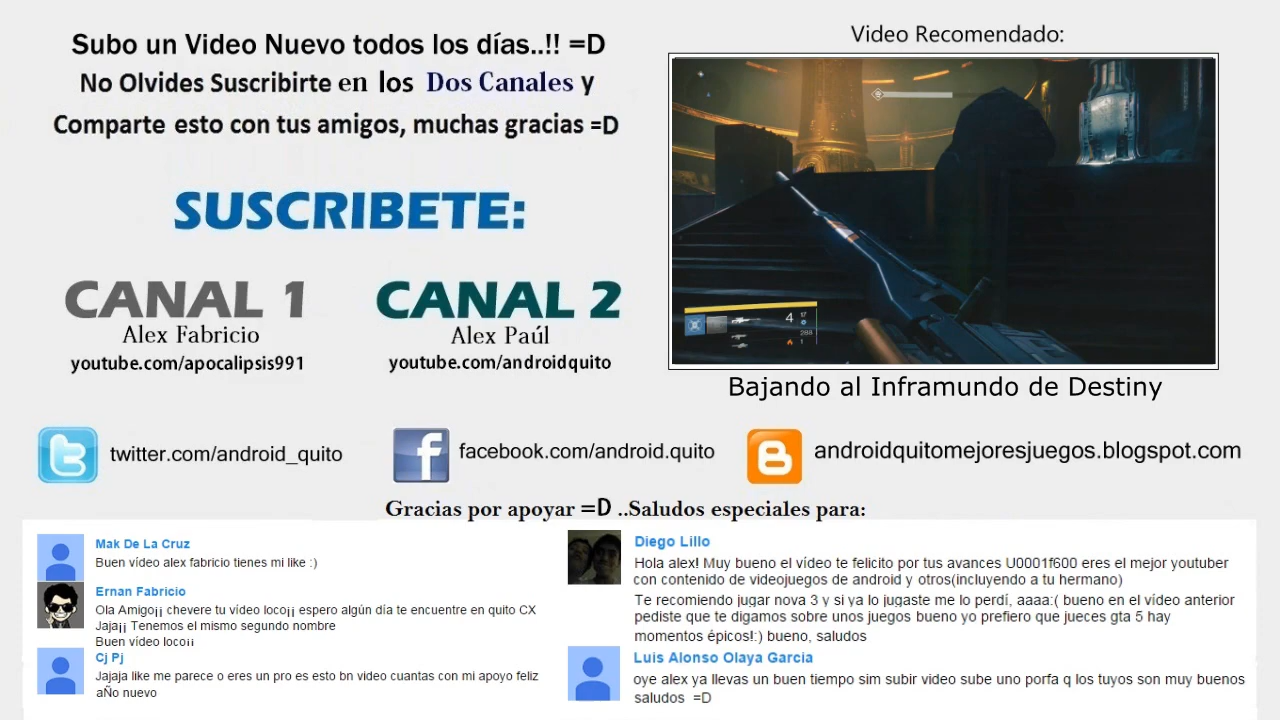 Subo un Video Nuevo todos los días..!! =D
No Olvides Suscribirte en los Dos Canales y
Comparte esto con tus amigos, muchas gracias =D
SUSCRIBETE:
CANAL 1
Alex Fabricio
youtube.com/apocalipsis991
CANAL 2
Alex Paúl
youtube.com/androidquito
Video Recomendado:
4
17
288
1
Bajando al Inframundo de Destiny
twitter.com/android_quito
facebook.com/android.quito
androidquitomejoresjuegos.blogspot.com
Gracias por apoyar =D ..Saludos especiales para:
Mak De La Cruz
Buen vídeo alex fabricio tienes mi like :)
Ernan Fabricio
Ola Amigo¡¡ chevere tu vídeo loco¡¡ espero algún día te encuentre en quito CX
Jaja¡¡ Tenemos el mismo segundo nombre
Buen vídeo loco¡¡
Cj Pj
Jajaja like me parece o eres un pro es esto bn video cuantas con mi apoyo feliz
aÑo nuevo
Diego Lillo
Hola alex! Muy bueno el vídeo te felicito por tus avances U0001f600 eres el mejor youtuber
con contenido de videojuegos de android y otros(incluyendo a tu hermano)
Te recomiendo jugar nova 3 y si ya lo jugaste me lo perdí, aaaa:( bueno en el vídeo anterior
pediste que te digamos sobre unos juegos bueno yo prefiero que jueces gta 5 hay
momentos épicos!:) bueno, saludos
Luis Alonso Olaya Garcia
oye alex ya llevas un buen tiempo sim subir video sube uno porfa q los tuyos son muy buenos
saludos =D